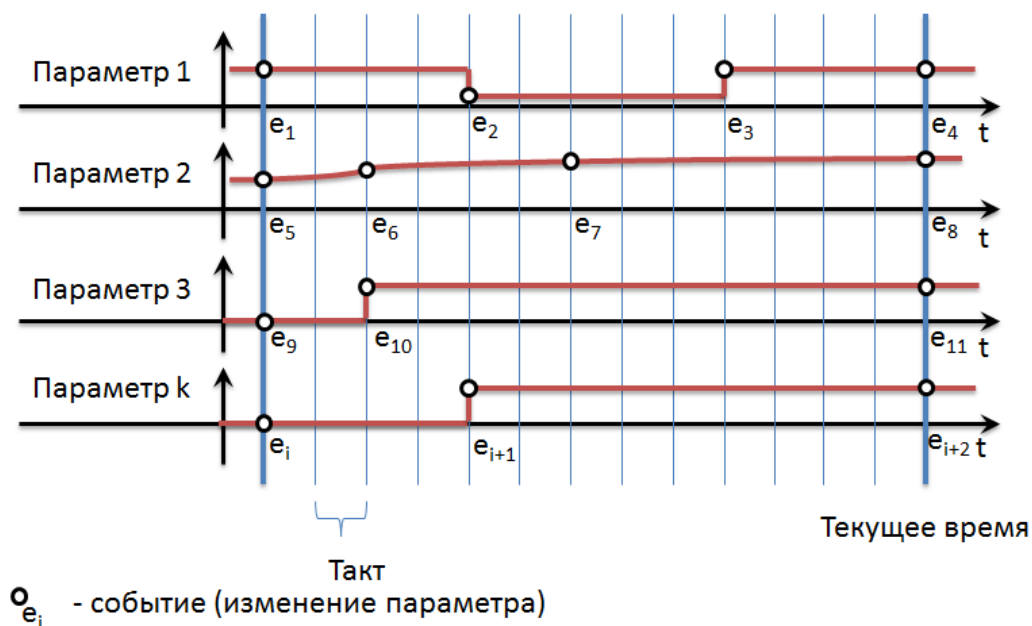 Параметр 1
e1 e2 e3 e4 t
Параметр 2
e5 e6 e7 e8 t
Параметр 3
e9 e10 e11 t
Параметр k
ei ei+1 ei+2 t
Текущее время
Такт
ei - событие (изменение параметра)